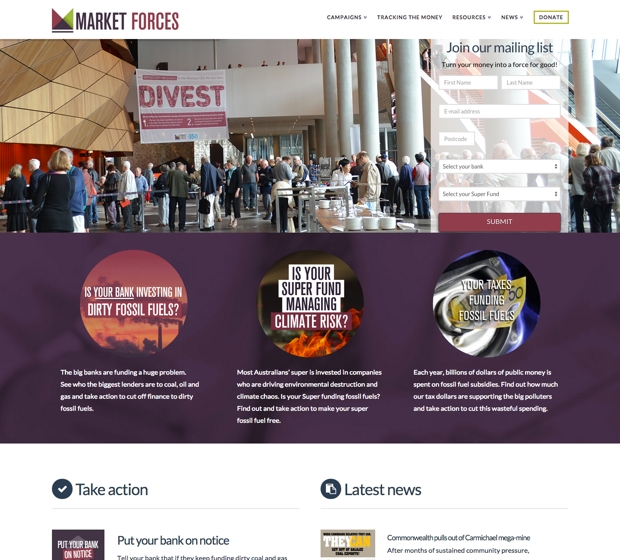 MARKET FORCES
CAMPAIGNS
TRACKING THE MONEY
RESOURCES
NEWS
DONATE
DIVEST
1.
2.
Join our mailing list
Turn your money into a force for good!
First Name
Last Name
E-mail address
Postcode
Select your bank
Select your Super Fund
SUBMIT
IS YOUR BANK INVESTING IN
DIRTY FOSSIL FUELS?
The big banks are funding a huge problem.
See who the biggest lenders are to coal, oil and
gas and take action to cut off finance to dirty
fossil fuels.
IS YOUR
SUPER FUND
MANAGING
CLIMATE RISK?
Most Australians' super is invested in companies
who are driving environmental destruction and
climate chaos. Is your Super funding fossil fuels?
Find out and take action to make your super
fossil fuel free.
YOUR TAXES
FUNDING
FOSSIL FUELS
Each year, billions of dollars of public money is
spent on fossil fuel subsidies. Find out how much
our tax dollars are supporting the big polluters
and take action to cut this wasteful spending.
Take action
PUT YOUR BANK
ON NOTICE
Put your bank on notice
Tell your bank that if they keep funding dirty coal and gas
Latest news
THEY CAN
Commonwealth pulls out of Carmichael mega-mine
After months of sustained community pressure,